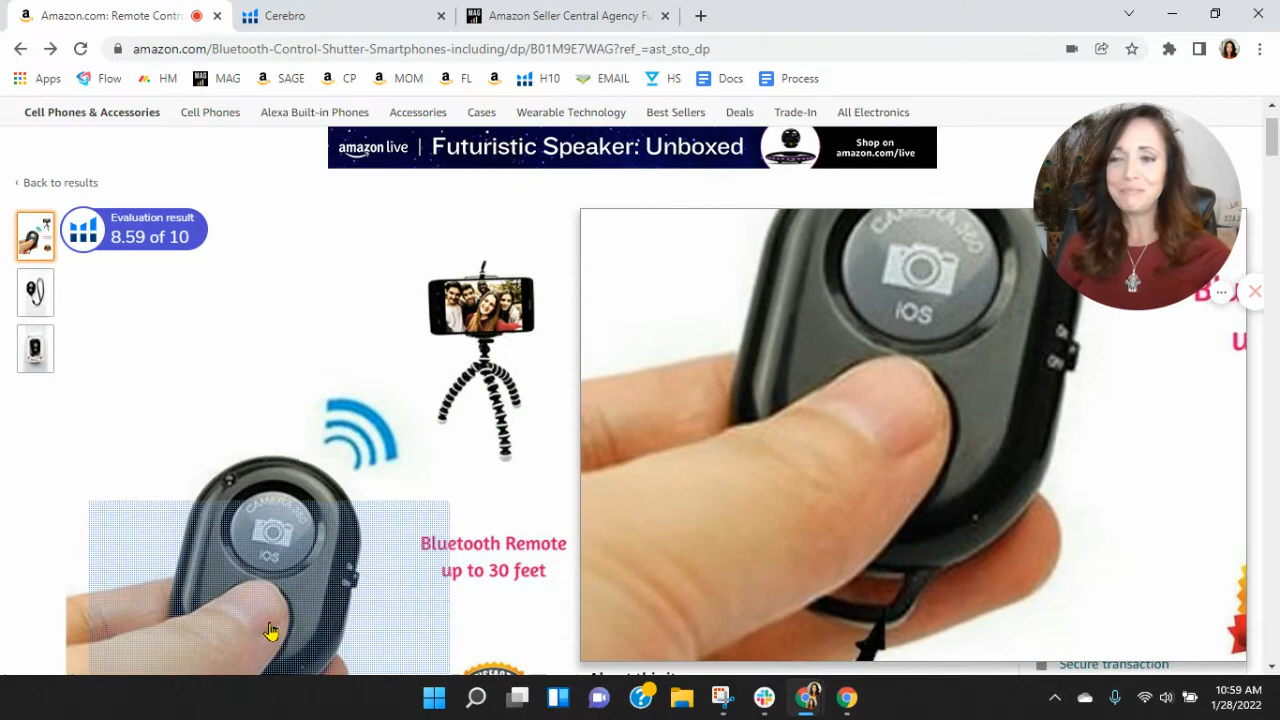 Amazon.com: Remote Contr
Cerebro
Amazon Seller Central Agency Fu
amazon.com/Bluetooth-Control-Shutter-Smartphones-including/dp/B01M9E7WAG?ref_=ast_sto_dp
Apps
Flow
HM
MAG
SAGE
CP
MOM
FL
H10
EMAIL
HS
Docs
Process
Cell Phones & Accessories
Cell Phones
Alexa Built-in Phones
Accessories
Cases
Wearable Technology
Best Sellers
Deals
Trade-In
All Electronics
amazon live | Futuristic Speaker: Unboxed
Shop on
amazon.com/live
‹ Back to results
Evaluation result
8.59 of 10
CAMERA 360
iOS
Bluetooth Remote
up to 30 feet
CAMERA 360
iOS
Secure transaction
10:59 AM
1/28/2022